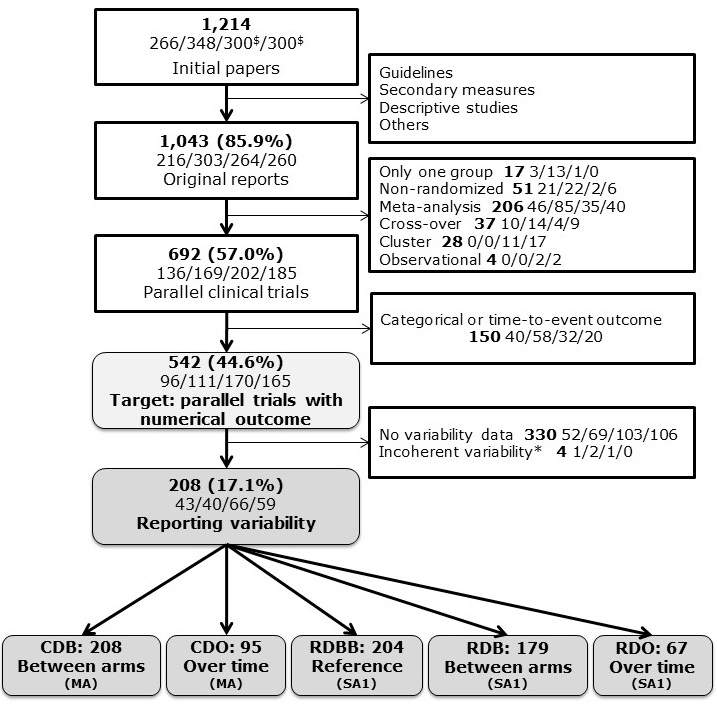 1,214
266/348/300$/300$
Initial papers
Guidelines
Secondary measures
Descriptive studies
Others
1,043 (85.9%)
216/303/264/260
Original reports
Only one group 17 3/13/1/0
Non-randomized 51 21/22/2/6
Meta-analysis 206 46/85/35/40
Cross-over 37 10/14/4/9
Cluster 28 0/0/11/17
Observational 4 0/0/2/2
692 (57.0%)
136/169/202/185
Parallel clinical trials
Categorical or time-to-event outcome
150 40/58/32/20
542 (44.6%)
96/111/170/165
Target: parallel trials with
numerical outcome
No variability data 330 52/69/103/106
Incoherent variability* 4 1/2/1/0
208 (17.1%)
43/40/66/59
Reporting variability
CDB: 208
Between arms
(MA)
CDO: 95
Over time
(MA)
RDBB: 204
Reference
(SA1)
RDB: 179
Between arms
(SA1)
RDO: 67
Over time
(SA1)